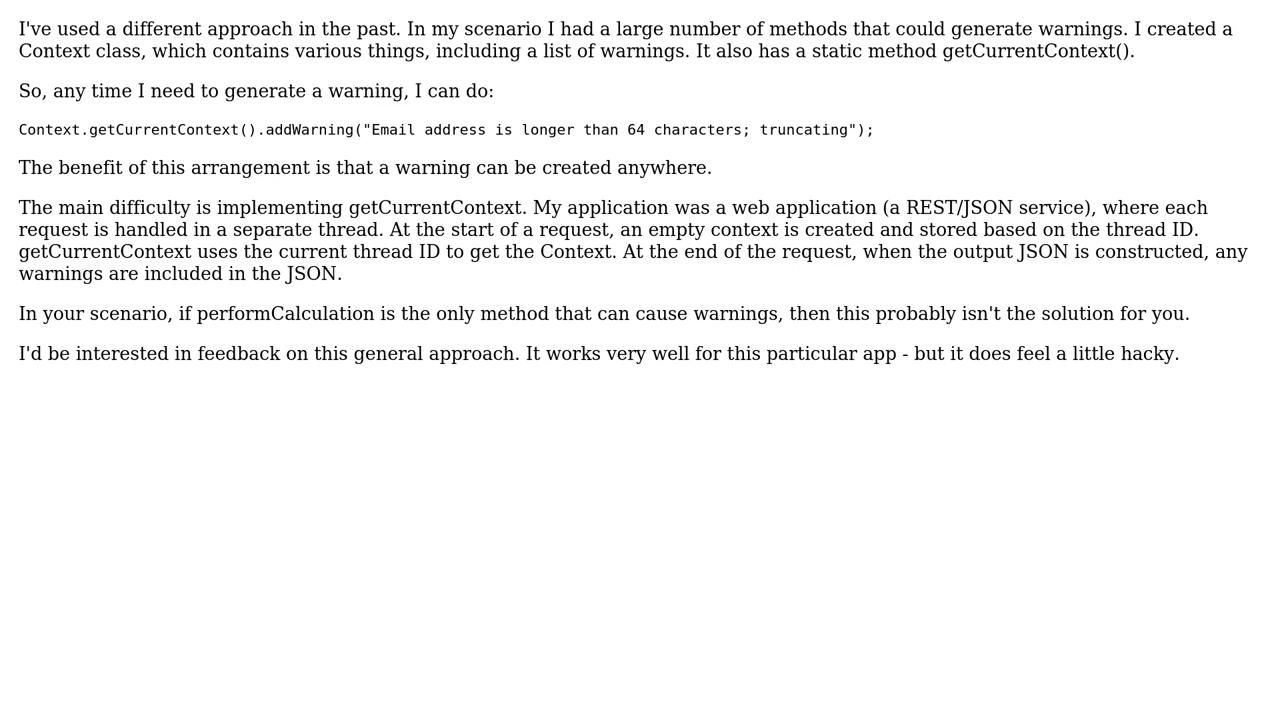 I've used a different approach in the past. In my scenario I had a large number of methods that could generate warnings. I created a
Context class, which contains various things, including a list of warnings. It also has a static method getCurrentContext().
So, any time I need to generate a warning, I can do:
Context.getCurrentContext().addWarning("Email address is longer than 64 characters; truncating");
The benefit of this arrangement is that a warning can be created anywhere.
The main difficulty is implementing getCurrentContext. My application was a web application (a REST/JSON service), where each
request is handled in a separate thread. At the start of a request, an empty context is created and stored based on the thread ID.
getCurrentContext uses the current thread ID to get the Context. At the end of the request, when the output JSON is constructed, any
warnings are included in the JSON.
In your scenario, if performCalculation is the only method that can cause warnings, then this probably isn't the solution for you.
I'd be interested in feedback on this general approach. It works very well for this particular app - but it does feel a little hacky.